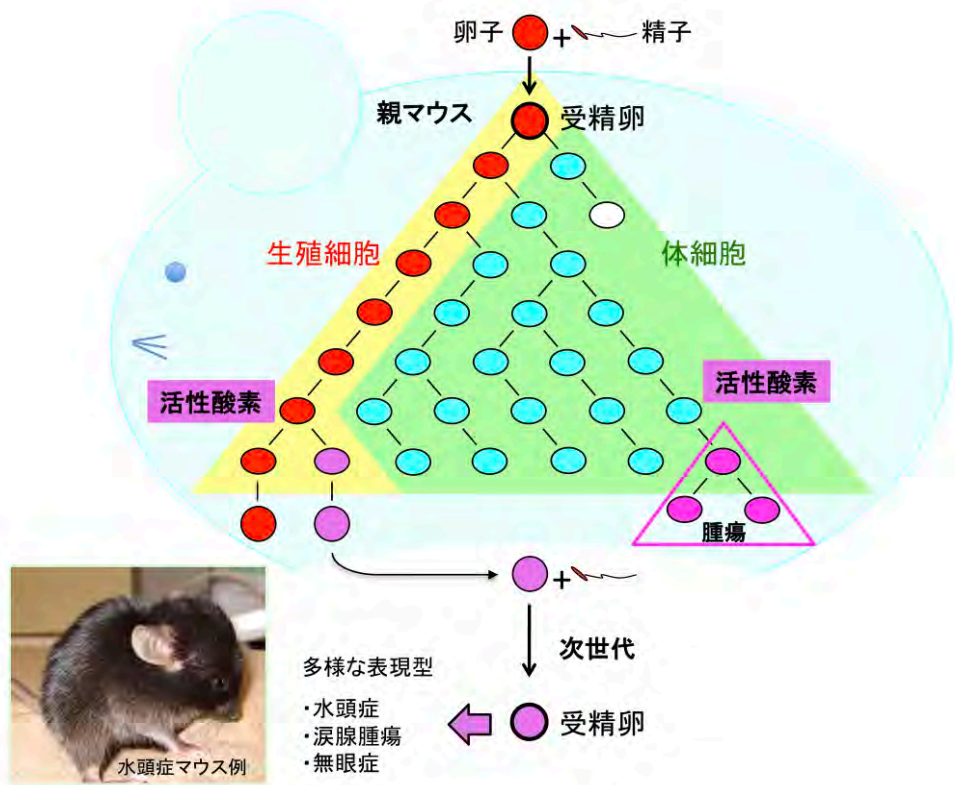 卵子 + 精子
親マウス 受精卵
生殖細胞 体細胞
活性酸素 活性酸素
腫瘍
+
次世代
多様な表現型
・水頭症
・涙腺腫瘍
・無眼症
受精卵
水頭症マウス例